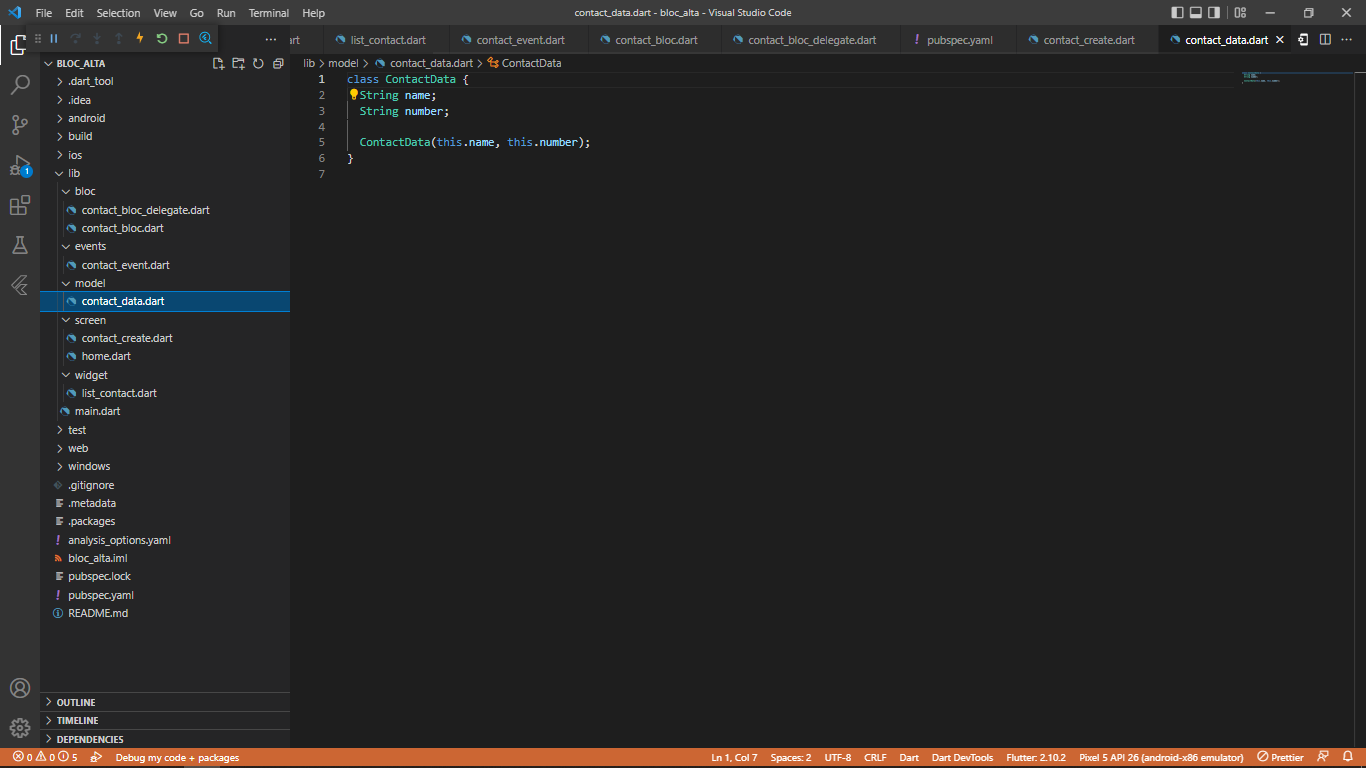 File Edit Selection View Go Run Terminal Help contact_data.dart - bloc_alta - Visual Studio Code
art list_contact.dart contact_event.dart contact_bloc.dart contact_bloc_delegate.dart ! pubspec.yaml contact_create.dart contact_data.dart
BLOC_ALTA
lib > model > contact_data.dart > ContactData
.dart_tool
.idea
android
build
ios
lib
bloc
contact_bloc_delegate.dart
contact_bloc.dart
events
contact_event.dart
model
contact_data.dart
screen
contact_create.dart
home.dart
widget
list_contact.dart
main.dart
test
web
windows
.gitignore
.metadata
.packages
! analysis_options.yaml
bloc_alta.iml
pubspec.lock
! pubspec.yaml
README.md
OUTLINE
TIMELINE
DEPENDENCIES
1
1 class ContactData {
2 String name;
3 String number;
4
5 ContactData(this.name, this.number);
6 }
7
0 0 5 Debug my code + packages Ln 1, Col 7 Spaces: 2 UTF-8 CRLF Dart Dart DevTools Flutter: 2.10.2 Pixel 5 API 26 (android-x86 emulator) Prettier